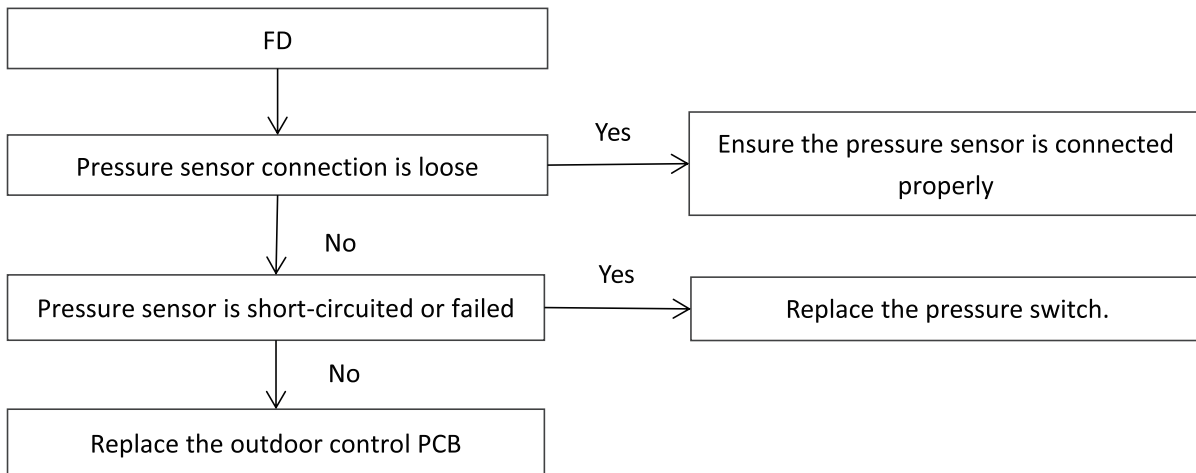 FD
Pressure sensor connection is loose
Yes
Ensure the pressure sensor is connected
properly
No
Pressure sensor is short-circuited or failed
Yes
Replace the pressure switch.
No
Replace the outdoor control PCB